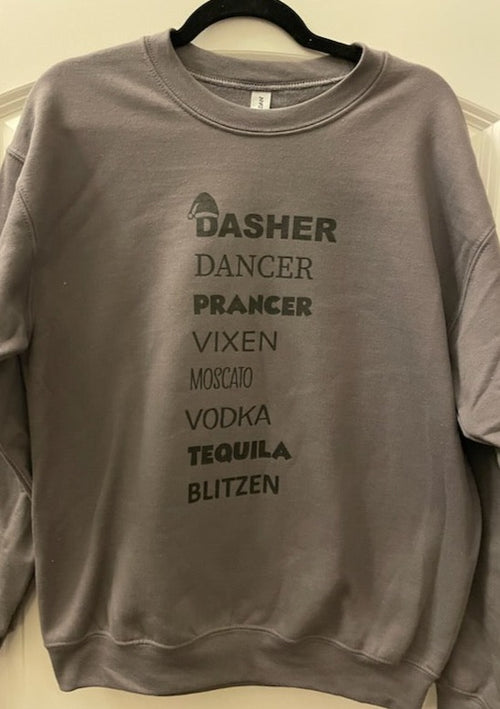 DASHER
DANCER
PRANCER
VIXEN
MOSCATO
VODKA
TEQUILA
BLITZEN